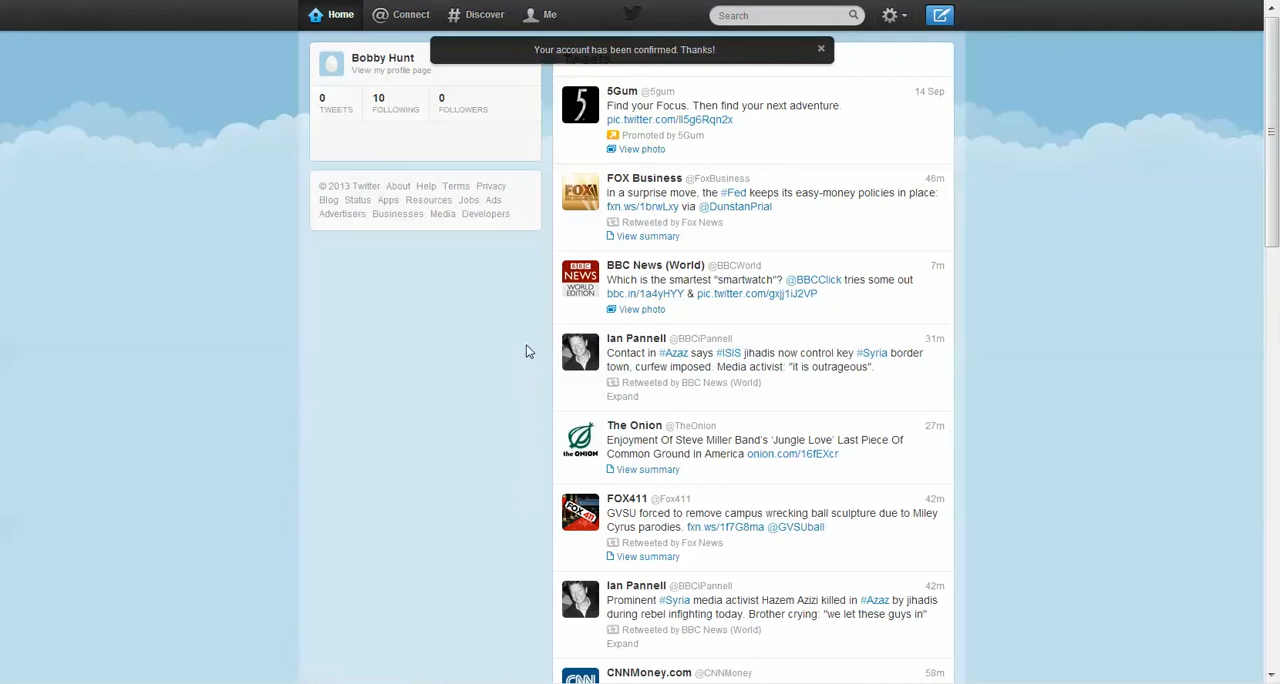 Home Connect Discover Me Search
Your account has been confirmed. Thanks!
Bobby Hunt
View my profile page
0 10 0
TWEETS FOLLOWING FOLLOWERS
© 2013 Twitter About Help Terms Privacy
Blog Status Apps Resources Jobs Ads
Advertisers Businesses Media Developers
5Gum @5gum 14 Sep
Find your Focus. Then find your next adventure.
pic.twitter.com/ll5g6Rqn2x
Promoted by 5Gum
View photo
FOX Business @FoxBusiness 46m
In a surprise move, the #Fed keeps its easy-money policies in place:
fxn.ws/1brwLxy via @DunstanPrial
Retweeted by Fox News
View summary
BBC NEWS WORLD EDITION
BBC News (World) @BBCWorld 7m
Which is the smartest "smartwatch"? @BBCClick tries some out
bbc.in/1a4yHYY & pic.twitter.com/gxjj1iJ2VP
View photo
Ian Pannell @BBCiPannell 31m
Contact in #Azaz says #ISIS jihadis now control key #Syria border
town, curfew imposed. Media activist: "it is outrageous".
Retweeted by BBC News (World)
Expand
the ONION
The Onion @TheOnion 27m
Enjoyment Of Steve Miller Band's ‘Jungle Love’ Last Piece Of
Common Ground In America onion.com/16fEXcr
View summary
FOX 411
FOX411 @Fox411 42m
GVSU forced to remove campus wrecking ball sculpture due to Miley
Cyrus parodies. fxn.ws/1f7G8ma @GVSUball
Retweeted by Fox News
View summary
Ian Pannell @BBCiPannell 42m
Prominent #Syria media activist Hazem Azizi killed in #Azaz by jihadis
during rebel infighting today. Brother crying: "we let these guys in"
Retweeted by BBC News (World)
Expand
CNNMoney.com @CNNMoney 58m